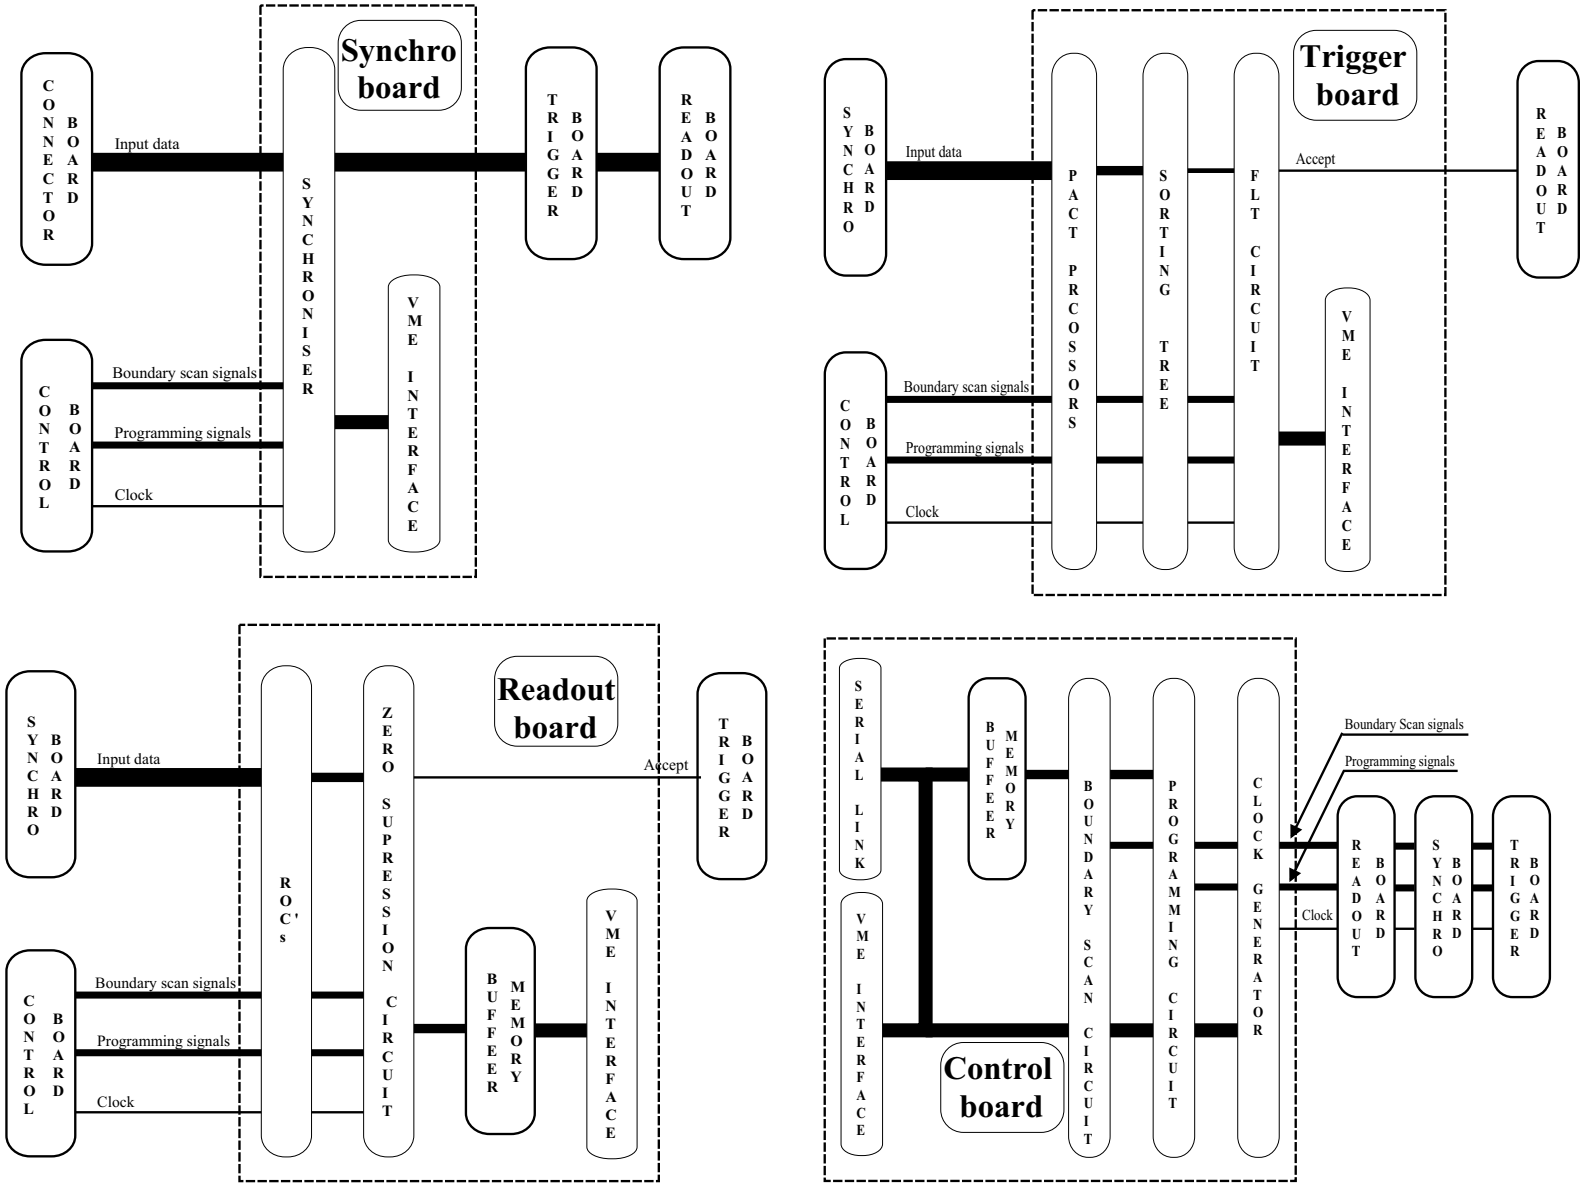 Synchro
board
CONNECTOR
BOARD
Input data
SYNCHRONISER
TRIGGER
BOARD
READOUT
BOARD
VME INTERFACE
CONTROL
BOARD
Boundary scan signals
Programming signals
Clock
Trigger
board
SYNCHRO
BOARD
Input data
PACT PRCOSSORS
SORTING TREE
FLT CIRCUIT
Accept
READOUT
BOARD
VME INTERFACE
CONTROL
BOARD
Boundary scan signals
Programming signals
Clock
Readout
board
SYNCHRO
BOARD
Input data
ROC's
ZERO SUPRESSION CIRCUIT
Accept
TRIGGER
BOARD
CONTROL
BOARD
Boundary scan signals
Programming signals
Clock
BUFFEER
MEMORY
VME INTERFACE
SERIAL LINK
BUFFEER
MEMORY
BOUNDARY SCAN CIRCUIT
PROGRAMMING CIRCUIT
CLOCK GENERATOR
Boundary Scan signals
Programming signals
Clock
READOUT
BOARD
SYNCHRO
BOARD
TRIGGER
BOARD
VME INTERFACE
Control
board